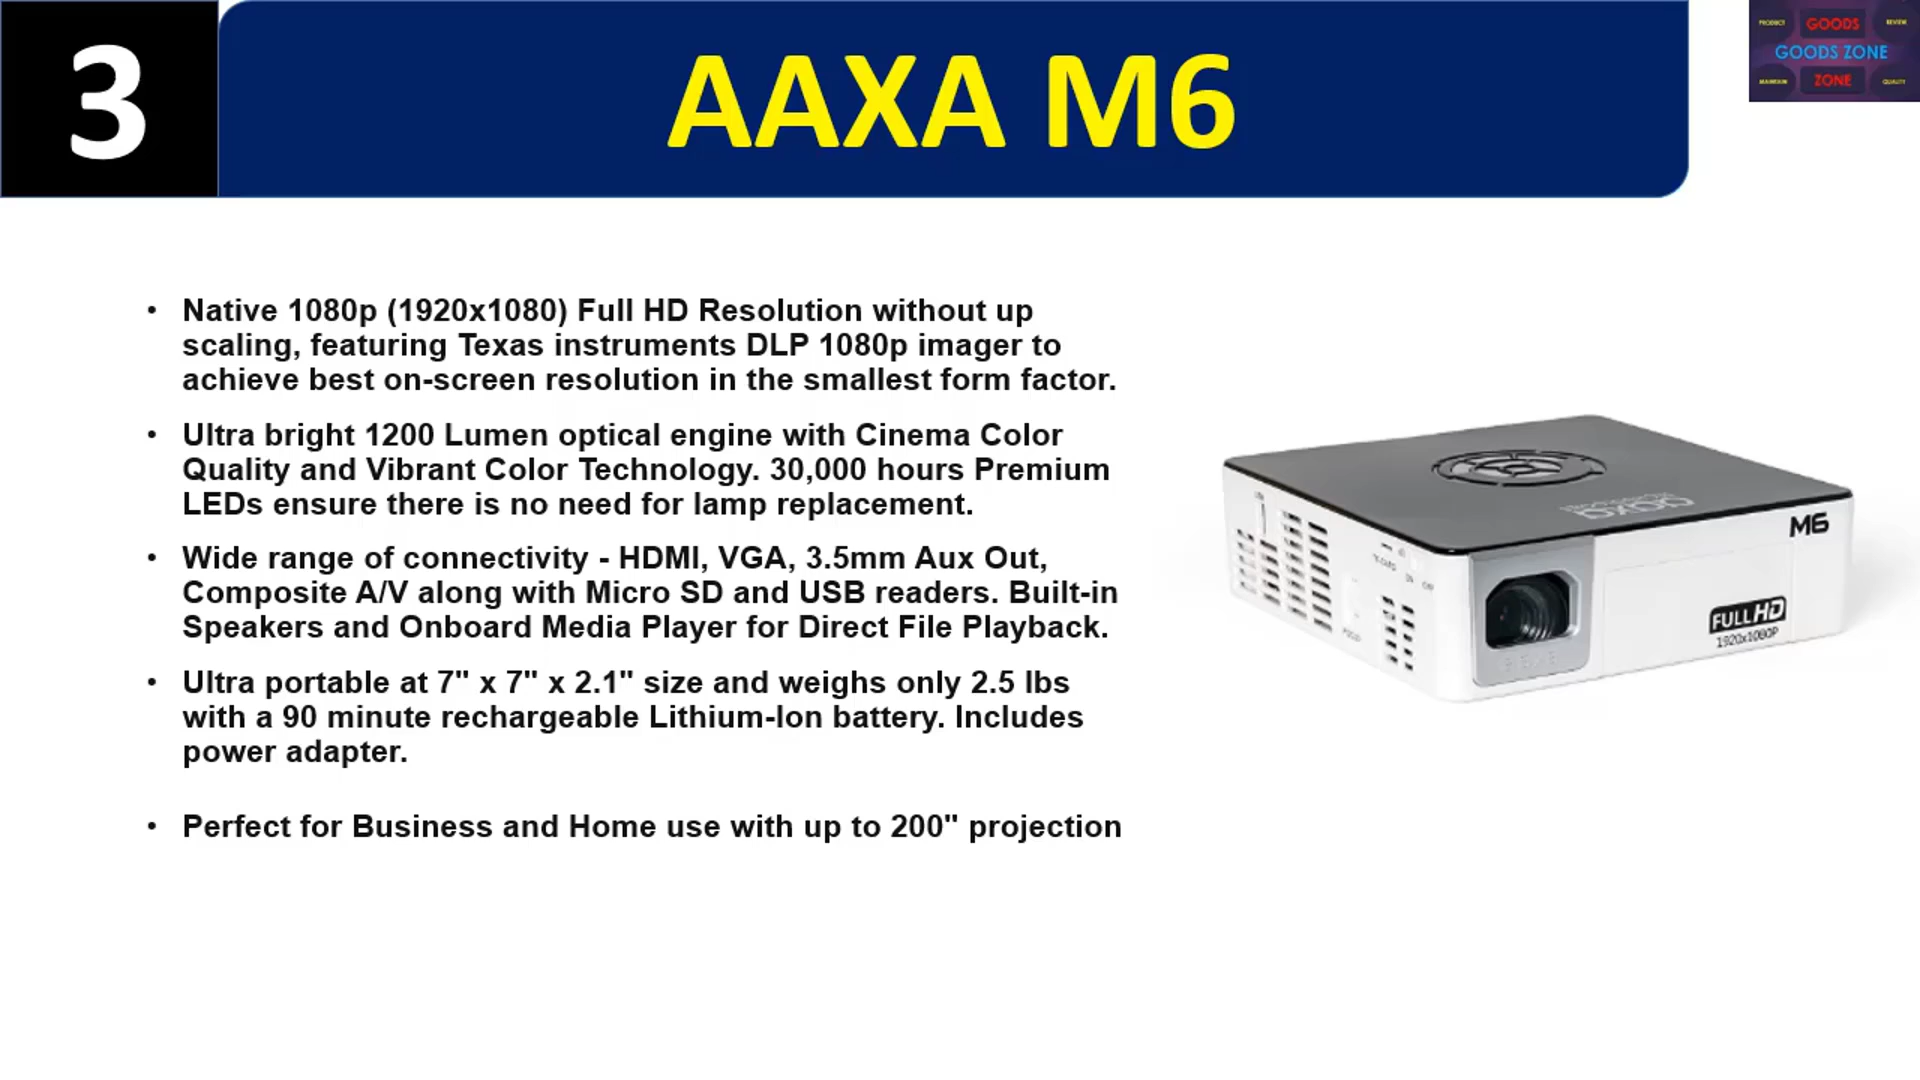 3
AAXA M6
PRODUCT
GOODS
REVIEW
GOODS ZONE
ZONE
QUALITY
• Native 1080p (1920x1080) Full HD Resolution without up
scaling, featuring Texas instruments DLP 1080p imager to
achieve best on-screen resolution in the smallest form factor.
• Ultra bright 1200 Lumen optical engine with Cinema Color
Quality and Vibrant Color Technology. 30,000 hours Premium
LEDs ensure there is no need for lamp replacement.
• Wide range of connectivity - HDMI, VGA, 3.5mm Aux Out,
Composite A/V along with Micro SD and USB readers. Built-in
Speakers and Onboard Media Player for Direct File Playback.
• Ultra portable at 7" x 7" x 2.1" size and weighs only 2.5 lbs
with a 90 minute rechargeable Lithium-Ion battery. Includes
power adapter.
• Perfect for Business and Home use with up to 200" projection
aaxa
M6
FULL HD
1920x1080P